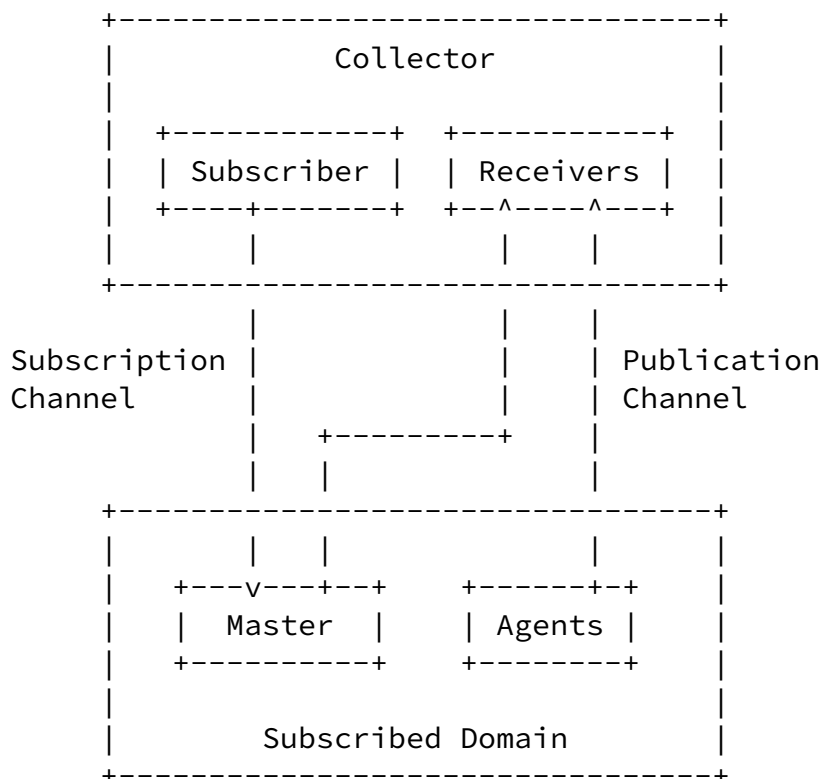 Collector
Subscriber Receivers
Subscription Publication
Channel Channel
Master Agents
Subscribed Domain